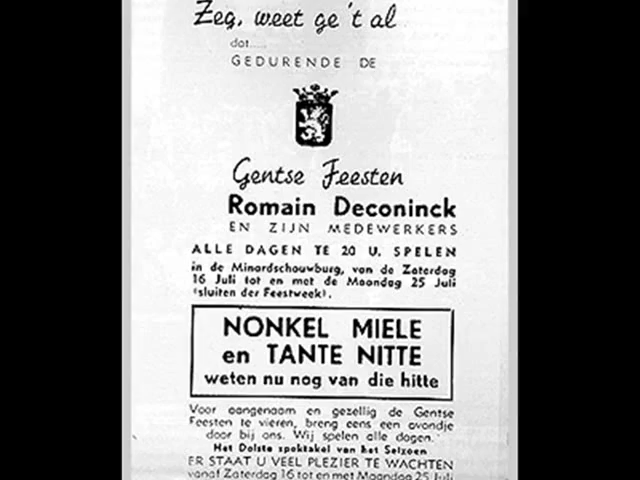 Zeg, weet ge 't al
dat.....
GEDURENDE DE
Gentse Feesten
Romain Deconinck
EN ZIJN MEDEWERKERS
ALLE DAGEN TE 20 U. SPELEN
in de Minardschouwburg, van de Zaterdag
16 Juli tot en met de Maandag 25 Juli
(sluiten der Feestweek).
NONKEL MIELE
en TANTE NITTE
weten nu nog van die hitte
Voor aangenaam en gezellig de Gentse
Feesten te vieren, breng eens een avondje
door bij ons. Wij spelen alle dagen.
Het Dolste spektakel van het Seizoen
ER STAAT U VEEL PLEZIER TE WACHTEN
vanaf Zaterdag 16 tot en met Maandag 25 Juli